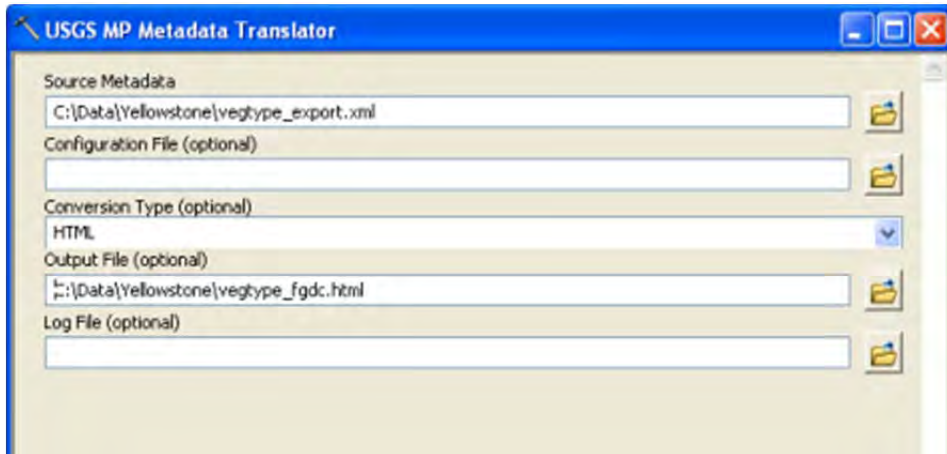 USGS MP Metadata Translator
Source Metadata
C:\Data\Yellowstone\vegtype_export.xml
Configuration File (optional)
Conversion Type (optional)
HTML
Output File (optional)
:\Data\Yellowstone\vegtype_fgdc.html
Log File (optional)